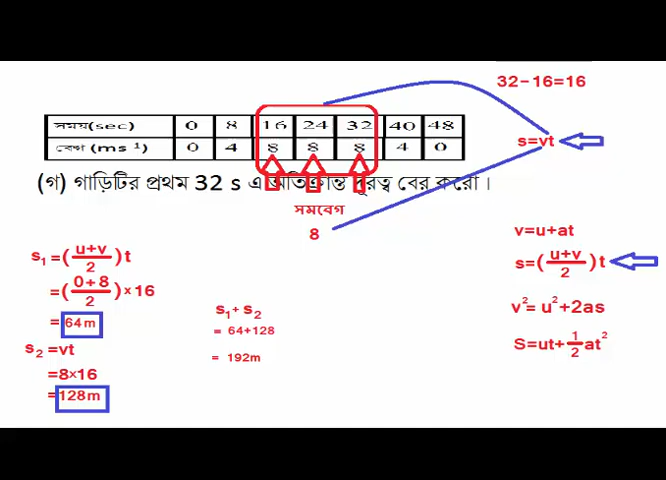 32-16=16
সময়(sec) 0 8 16 24 32 40 48
বেগ (ms⁻¹) 0 4 8 8 8 4 0
s=vt
(গ) গাড়িটির প্রথম 32 s এ অতিক্রান্ত দূরত্ব বের করো।
সমবেগ
8
v=u+at
s=(u+v/2)t
v²=u²+2as
S=ut+1/2at²
s₁=(u+v/2)t
=(0+8/2)×16
= 64m
s₂=vt
=8×16
=128m
s₁+s₂
= 64+128
= 192m